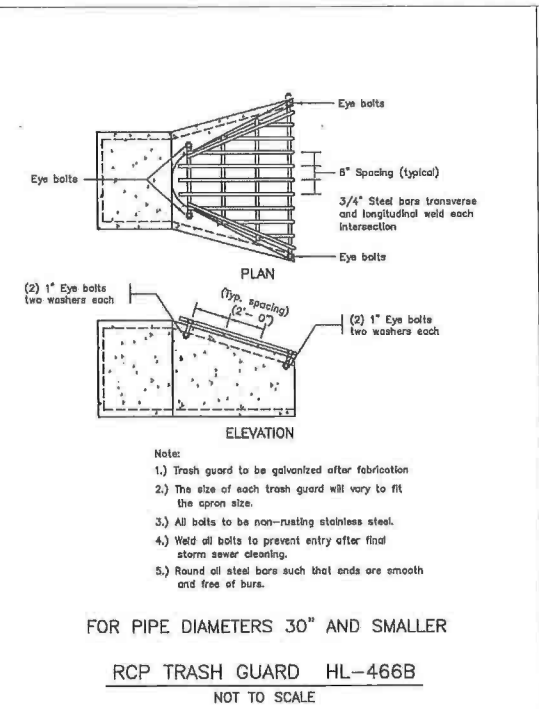 Eye bolts
6" Spacing (typical)
Eye bolts
3/4" Steel bars transverse
and longitudinal weld each
intersection
Eye bolts
PLAN
(2) 1" Eye bolts
two washers each
(Typ. spacing)
(2'- 0")
(2) 1" Eye bolts
two washers each
ELEVATION
Note:
1.) Trash guard to be galvanized after fabrication
2.) The size of each trash guard will vary to fit
the apron size.
3.) All bolts to be non-rusting stainless steel.
4.) Weld all bolts to prevent entry after final
storm sewer cleaning.
5.) Round all steel bars such that ends are smooth
and free of burs.
FOR PIPE DIAMETERS 30" AND SMALLER
RCP TRASH GUARD HL-466B
NOT TO SCALE